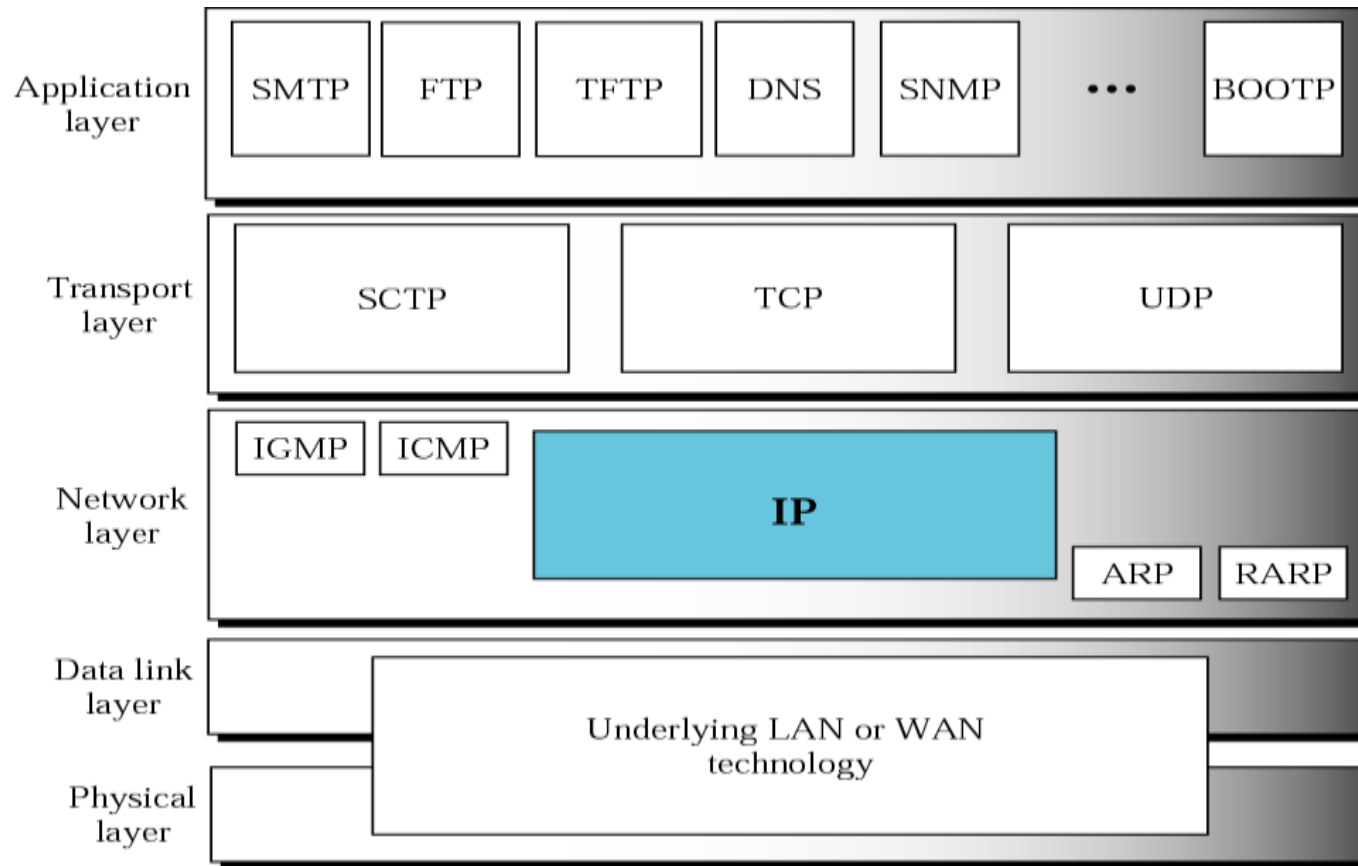 Application
layer
SMTP
FTP
TFTP
DNS
SNMP
•••
BOOTP
Transport
layer
SCTP
TCP
UDP
Network
layer
IGMP
ICMP
IP
ARP
RARP
Data link
layer
Underlying LAN or WAN
technology
Physical
layer